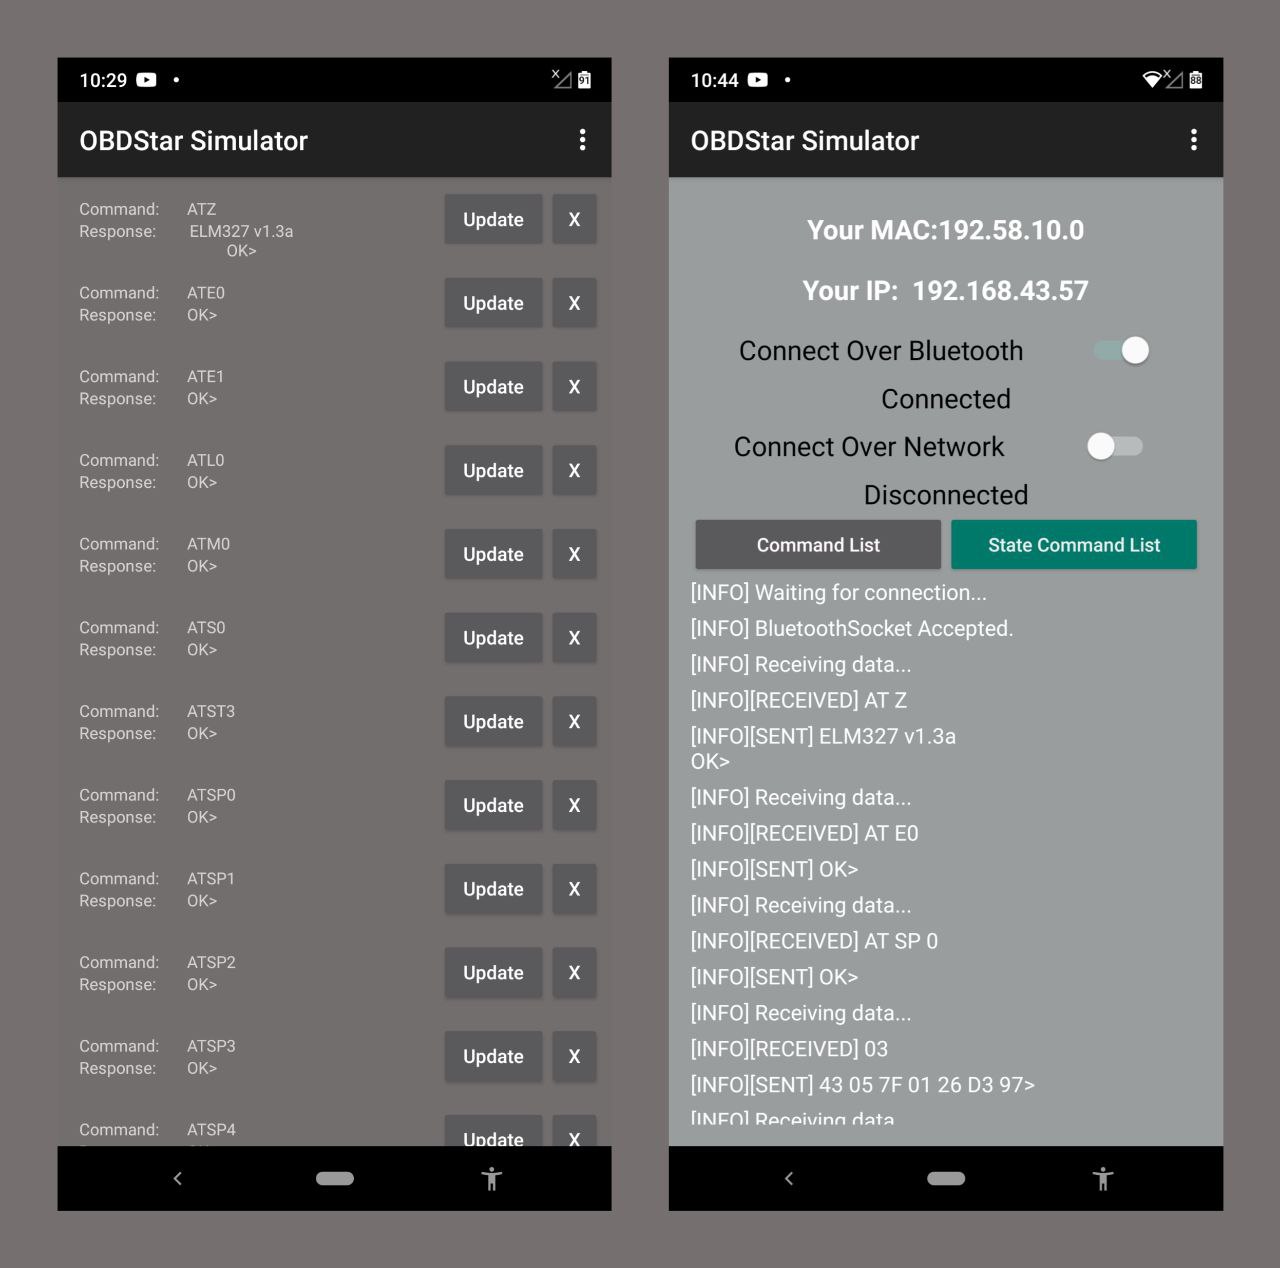 10:29
91
OBDStar Simulator
Command: ATZ
Response: ELM327 v1.3a
OK>
Update X
Command: ATE0
Response: OK>
Update X
Command: ATE1
Response: OK>
Update X
Command: ATL0
Response: OK>
Update X
Command: ATM0
Response: OK>
Update X
Command: ATS0
Response: OK>
Update X
Command: ATST3
Response: OK>
Update X
Command: ATSP0
Response: OK>
Update X
Command: ATSP1
Response: OK>
Update X
Command: ATSP2
Response: OK>
Update X
Command: ATSP3
Response: OK>
Update X
Command: ATSP4
Update X
10:44
88
OBDStar Simulator
Your MAC:192.58.10.0
Your IP: 192.168.43.57
Connect Over Bluetooth
Connected
Connect Over Network
Disconnected
Command List State Command List
[INFO] Waiting for connection...
[INFO] BluetoothSocket Accepted.
[INFO] Receiving data...
[INFO][RECEIVED] AT Z
[INFO][SENT] ELM327 v1.3a
OK>
[INFO] Receiving data...
[INFO][RECEIVED] AT E0
[INFO][SENT] OK>
[INFO] Receiving data...
[INFO][RECEIVED] AT SP 0
[INFO][SENT] OK>
[INFO] Receiving data...
[INFO][RECEIVED] 03
[INFO][SENT] 43 05 7F 01 26 D3 97>
[INFO] Receiving data